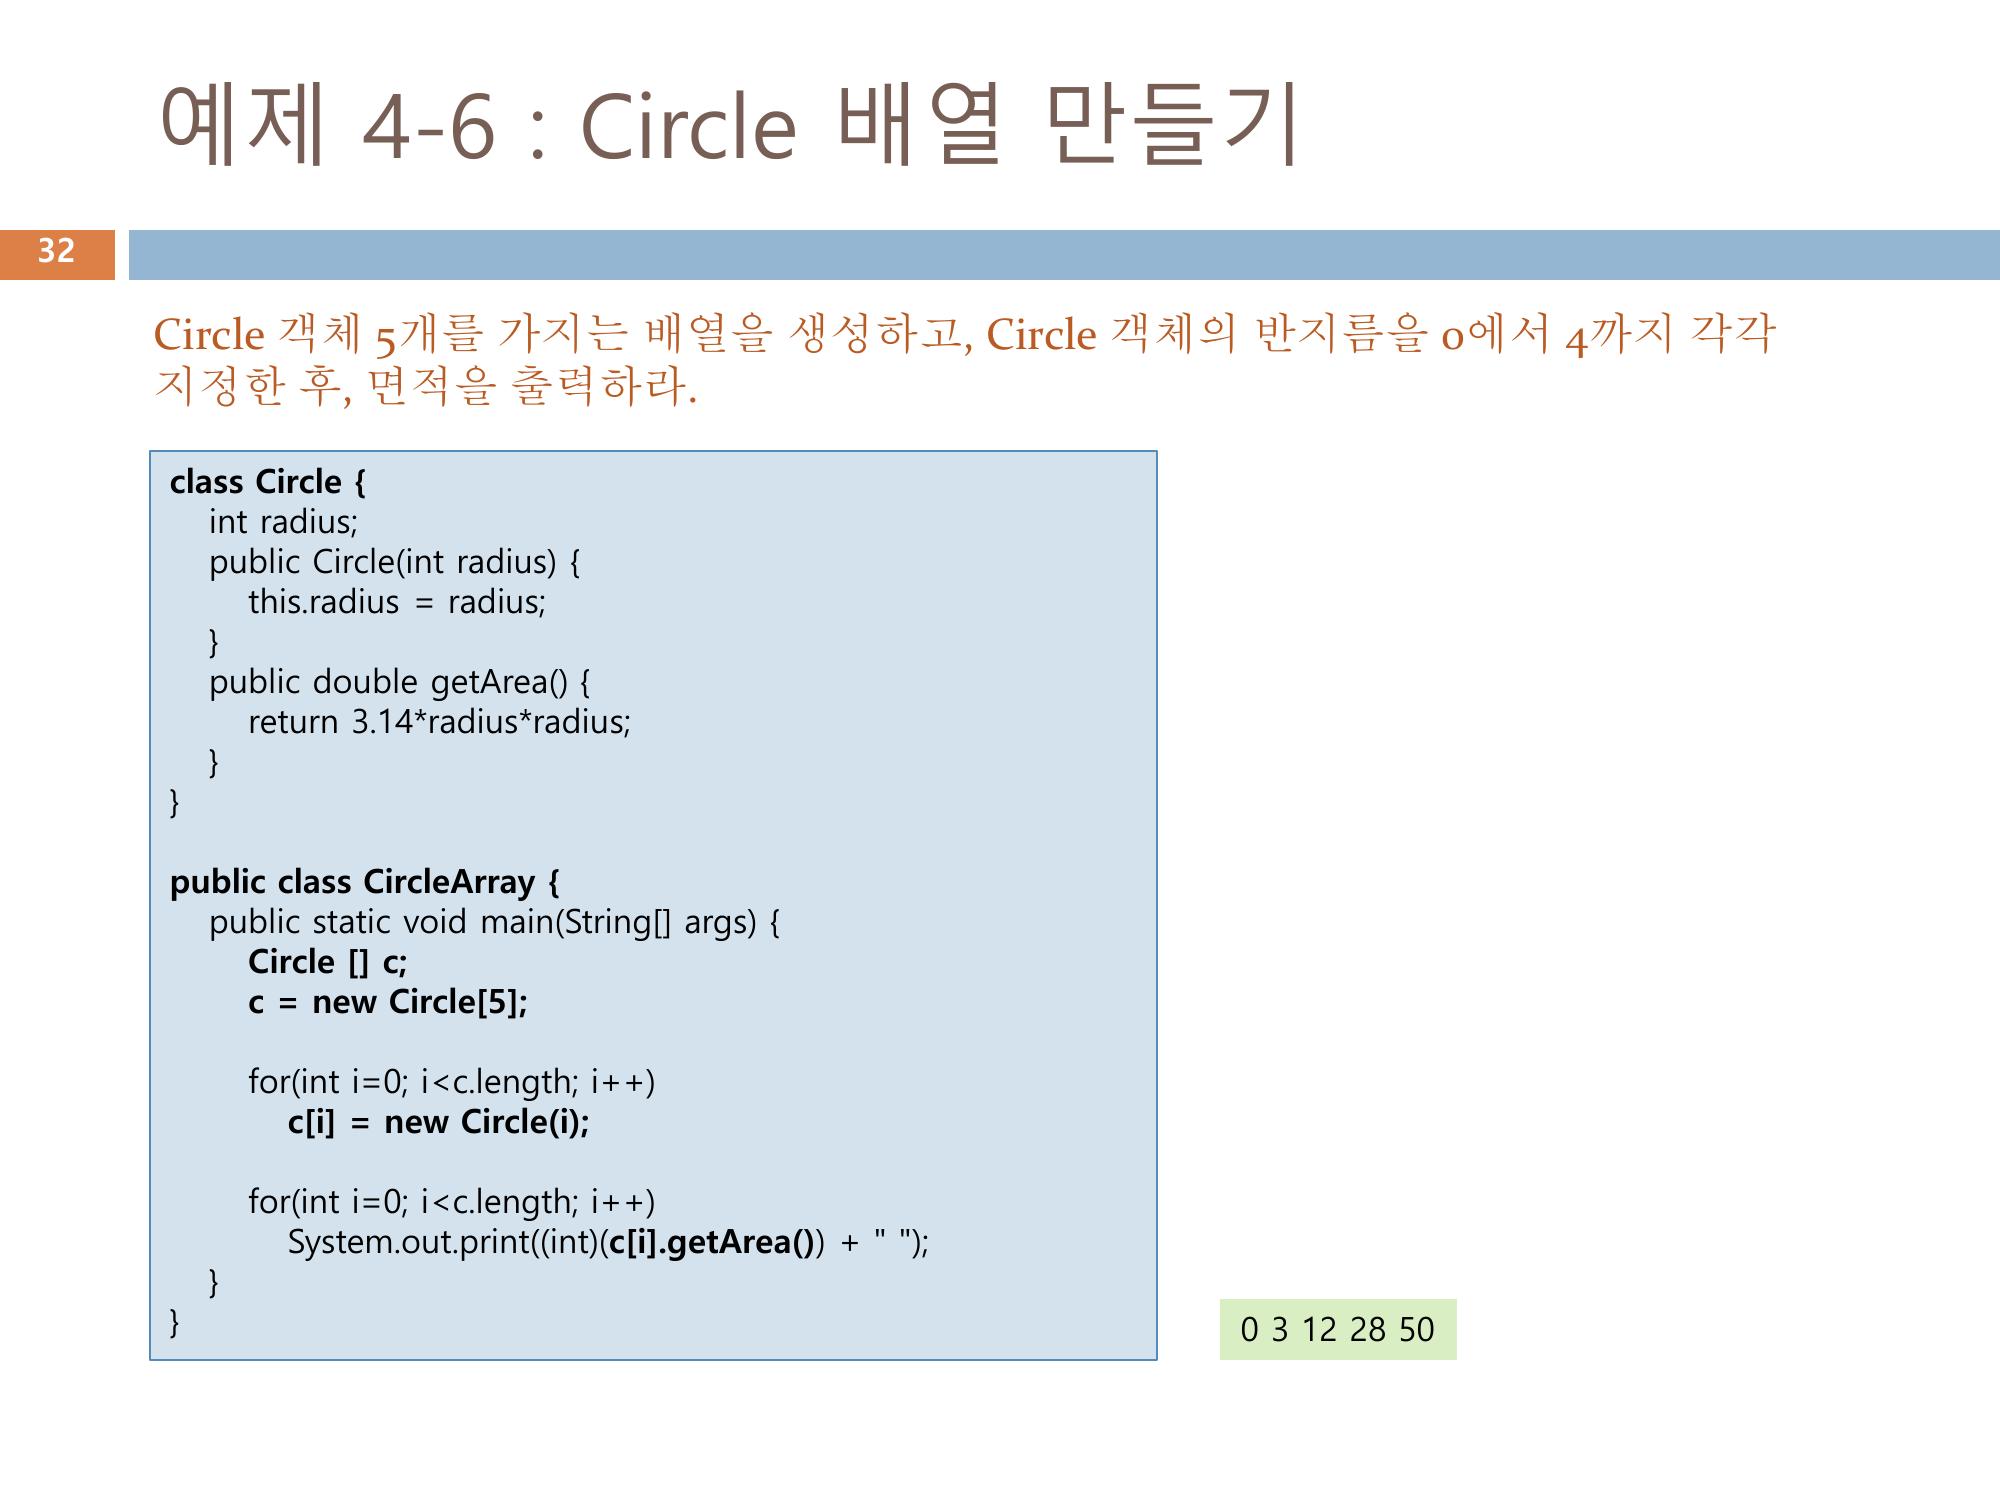 예제 4-6 : Circle 배열 만들기
32
Circle 객체 5개를 가지는 배열을 생성하고, Circle 객체의 반지름을 0에서 4까지 각각
지정한 후, 면적을 출력하라.
class Circle {
int radius;
public Circle(int radius) {
this.radius = radius;
}
public double getArea() {
return 3.14*radius*radius;
}
}
public class CircleArray {
public static void main(String[] args) {
Circle [] c;
c = new Circle[5];
for(int i=0; i<c.length; i++)
c[i] = new Circle(i);
for(int i=0; i<c.length; i++)
System.out.print((int)(c[i].getArea()) + " ");
}
}
0 3 12 28 50